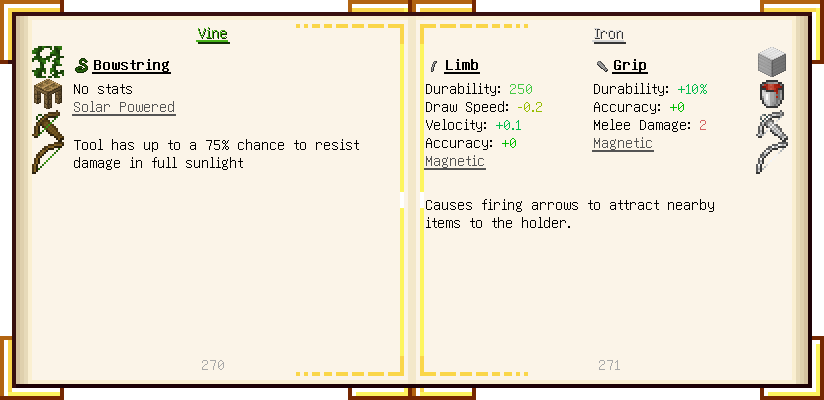 Vine
Bowstring
No stats
Solar Powered
Tool has up to a 75% chance to resist
damage in full sunlight
270
Iron
Limb
Durability: 250
Draw Speed: -0.2
Velocity: +0.1
Accuracy: +0
Magnetic
Grip
Durability: +10%
Accuracy: +0
Melee Damage: 2
Magnetic
Causes firing arrows to attract nearby
items to the holder.
271